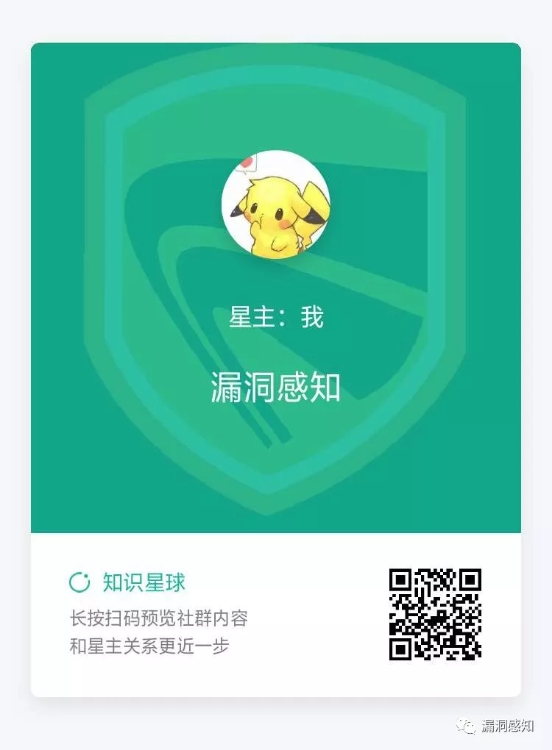 星主：我
漏洞感知
知识星球
长按扫码预览社群内容
和星主关系更近一步
漏洞感知